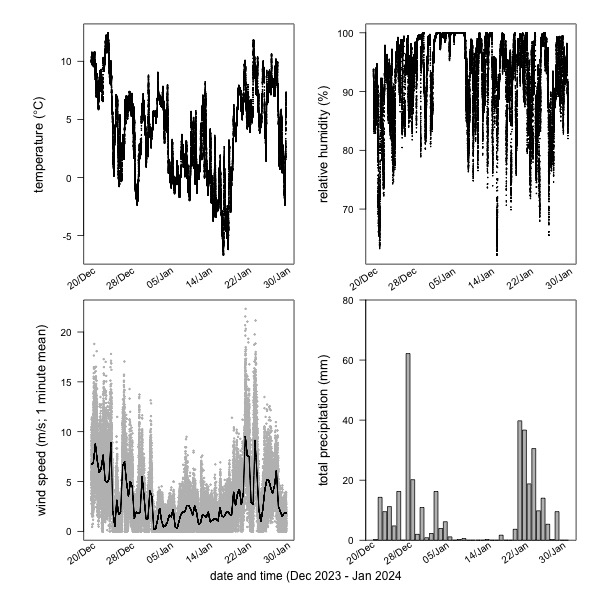 temperature (°C)
10
5
0
-5
20/Dec 28/Dec 05/Jan 14/Jan 22/Jan 30/Jan
relative humidity (%)
100
90
80
70
20/Dec 28/Dec 05/Jan 14/Jan 22/Jan 30/Jan
wind speed (m/s; 1 minute mean)
20
15
10
5
0
20/Dec 28/Dec 05/Jan 14/Jan 22/Jan 30/Jan
total precipitation (mm)
80
60
40
20
0
20/Dec 28/Dec 05/Jan 14/Jan 22/Jan 30/Jan
date and time (Dec 2023 - Jan 2024